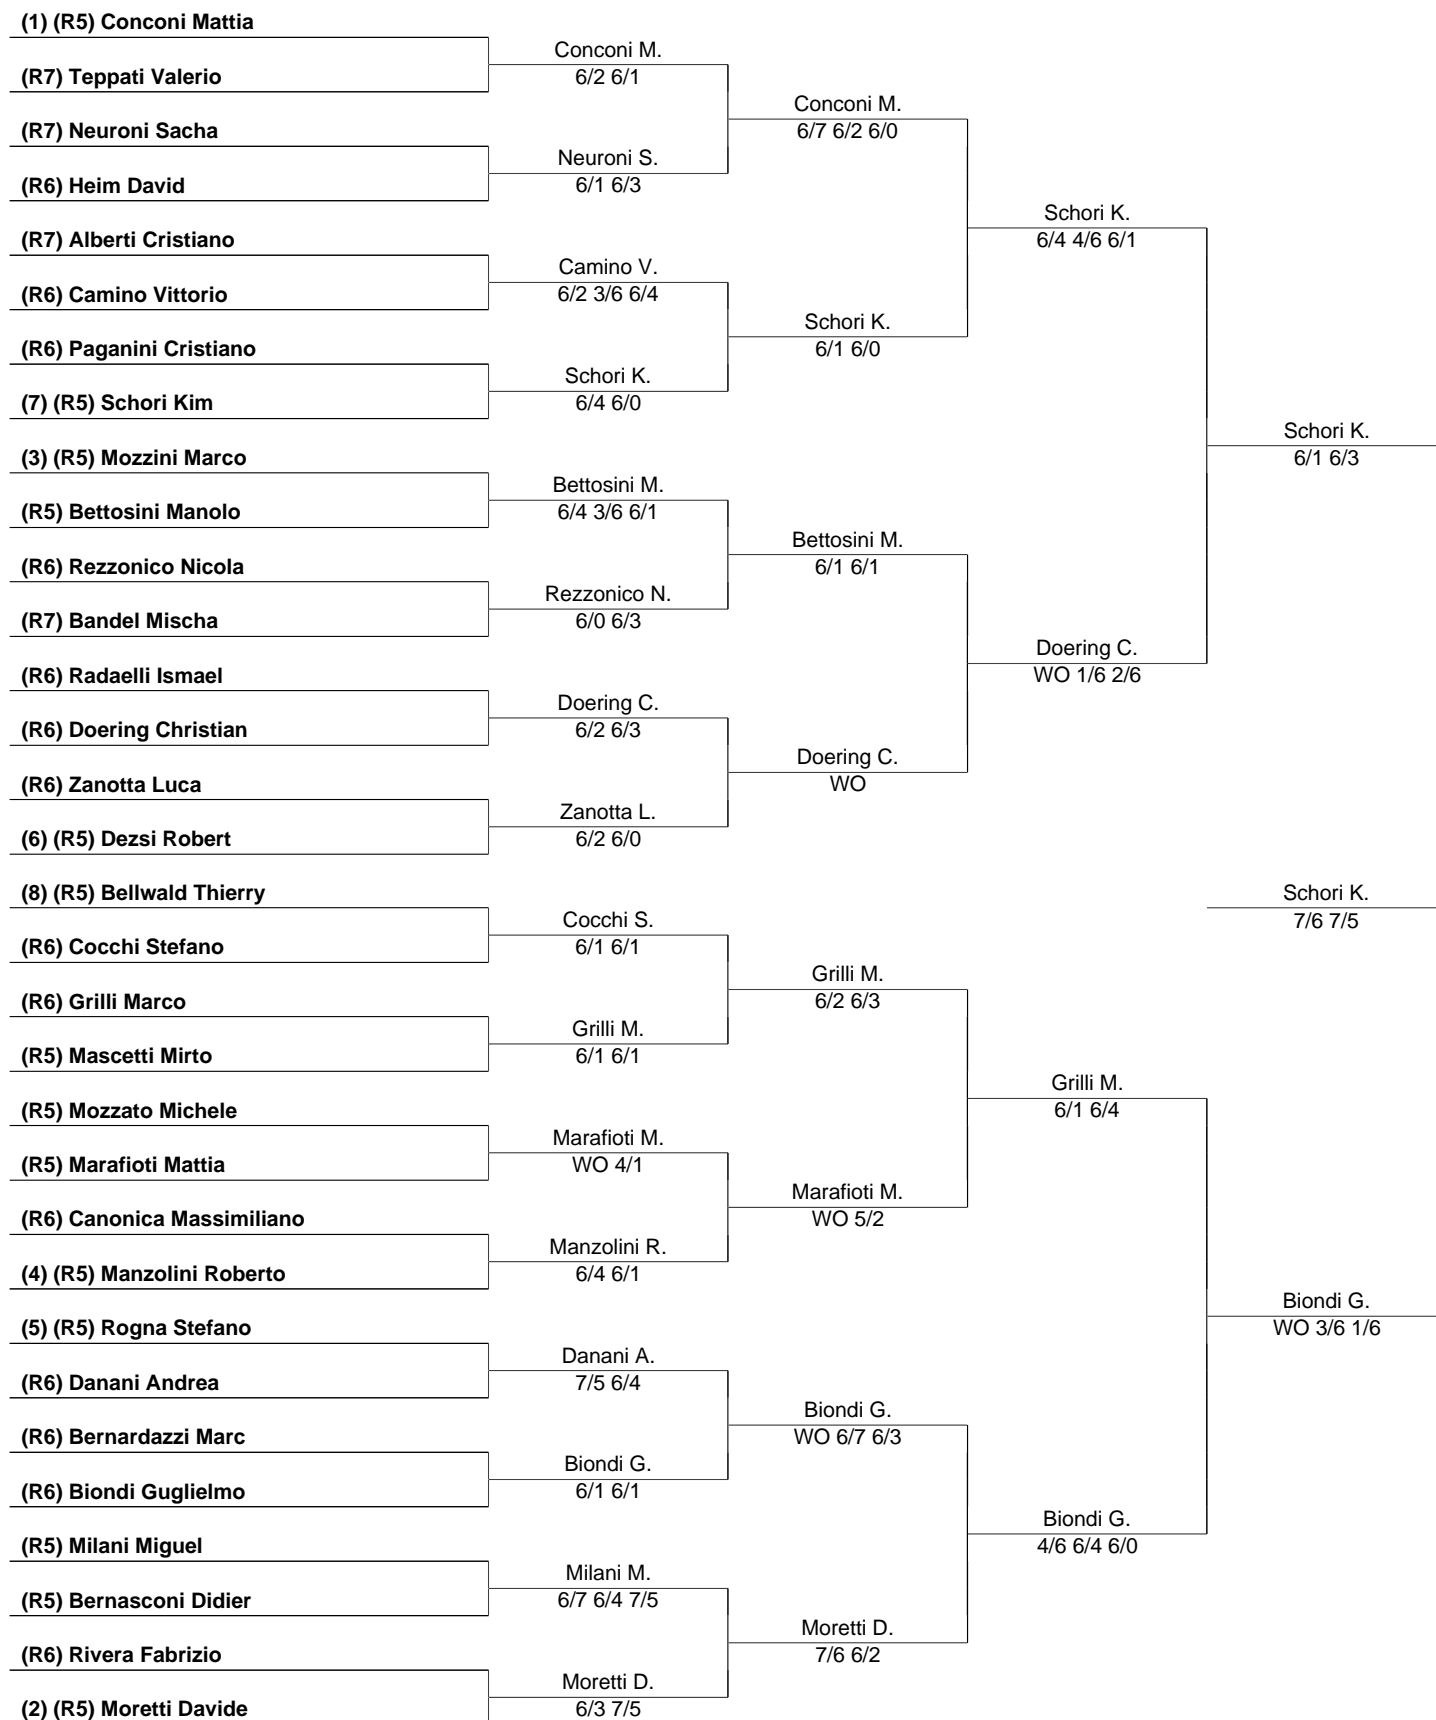 (1) (R5) Conconi Mattia
Conconi M.
(R7) Teppati Valerio
6/2 6/1
Conconi M.
(R7) Neuroni Sacha
6/7 6/2 6/0
Neuroni S.
(R6) Heim David
6/1 6/3
Schori K.
(R7) Alberti Cristiano
6/4 4/6 6/1
Camino V.
(R6) Camino Vittorio
6/2 3/6 6/4
Schori K.
(R6) Paganini Cristiano
6/1 6/0
Schori K.
(7) (R5) Schori Kim
6/4 6/0
Schori K.
(3) (R5) Mozzini Marco
6/1 6/3
Bettosini M.
(R5) Bettosini Manolo
6/4 3/6 6/1
Bettosini M.
(R6) Rezzonico Nicola
6/1 6/1
Rezzonico N.
(R7) Bandel Mischa
6/0 6/3
Doering C.
(R6) Radaelli Ismael
WO 1/6 2/6
Doering C.
(R6) Doering Christian
6/2 6/3
Doering C.
(R6) Zanotta Luca
WO
Zanotta L.
(6) (R5) Dezsi Robert
6/2 6/0
(8) (R5) Bellwald Thierry
Schori K.
7/6 7/5
Cocchi S.
(R6) Cocchi Stefano
6/1 6/1
Grilli M.
(R6) Grilli Marco
6/2 6/3
Grilli M.
(R5) Mascetti Mirto
6/1 6/1
Grilli M.
(R5) Mozzato Michele
6/1 6/4
Marafioti M.
(R5) Marafioti Mattia
WO 4/1
Marafioti M.
(R6) Canonica Massimiliano
WO 5/2
Manzolini R.
(4) (R5) Manzolini Roberto
6/4 6/1
Biondi G.
(5) (R5) Rogna Stefano
WO 3/6 1/6
Danani A.
(R6) Danani Andrea
7/5 6/4
Biondi G.
(R6) Bernardazzi Marc
WO 6/7 6/3
Biondi G.
(R6) Biondi Guglielmo
6/1 6/1
Biondi G.
(R5) Milani Miguel
4/6 6/4 6/0
Milani M.
(R5) Bernasconi Didier
6/7 6/4 7/5
Moretti D.
(R6) Rivera Fabrizio
7/6 6/2
Moretti D.
(2) (R5) Moretti Davide
6/3 7/5